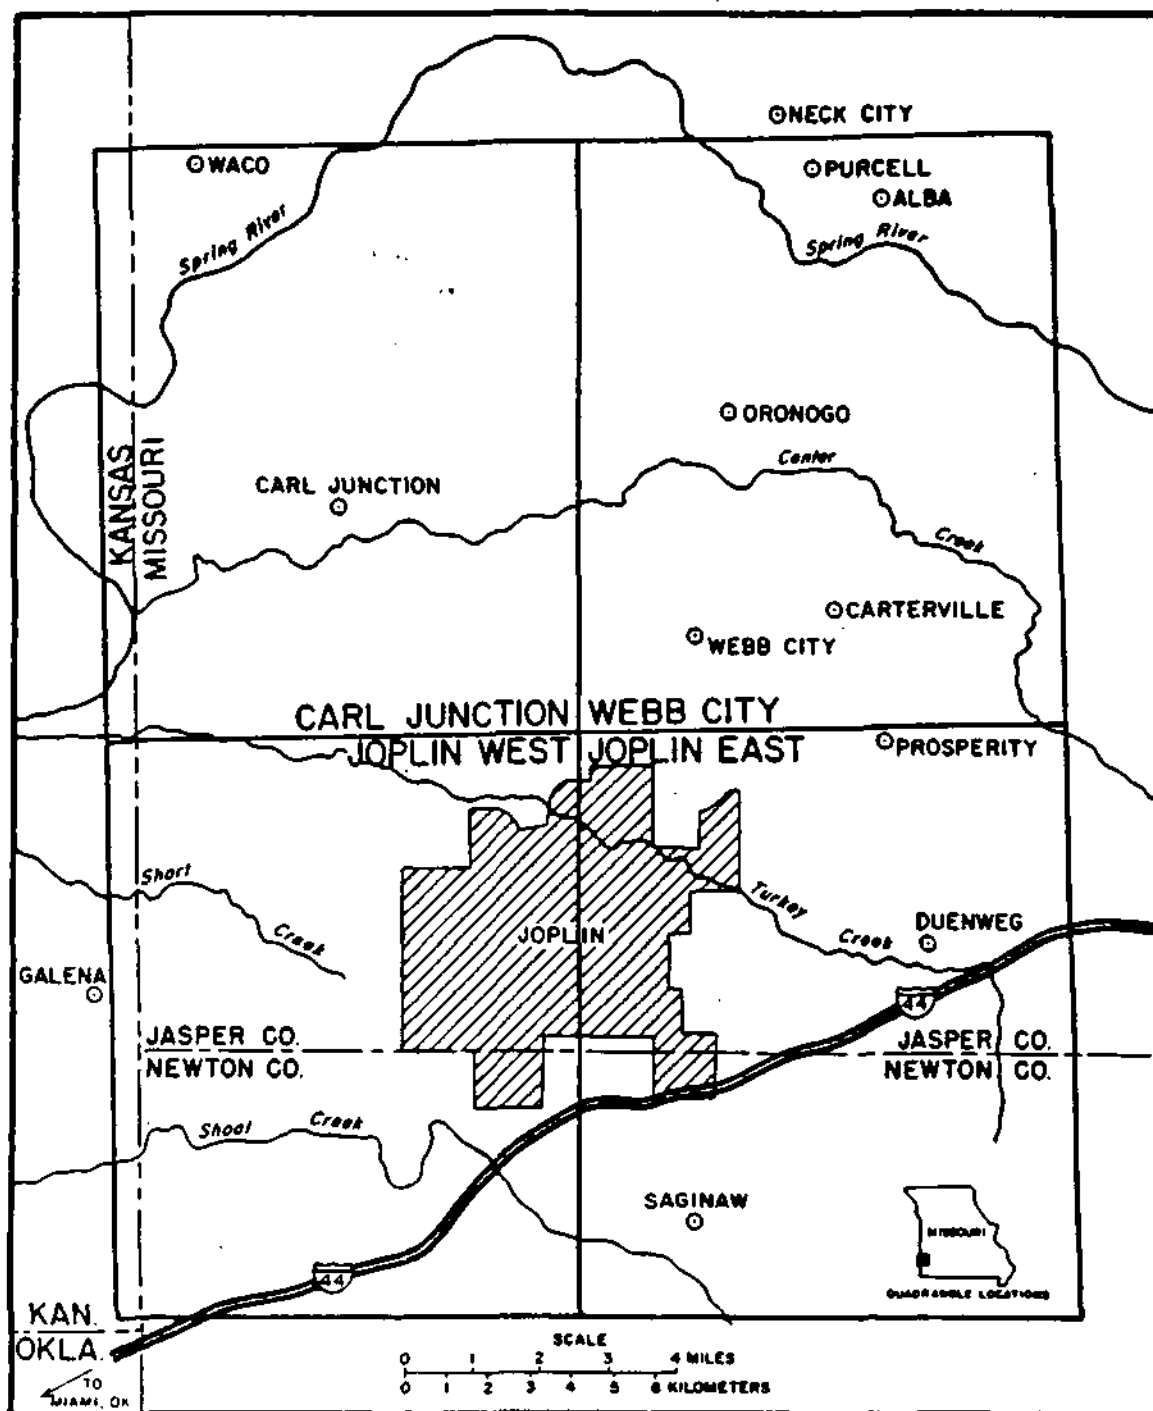 NECK CITY
WACO
PURCELL
ALBA
Spring River
Spring River
ORONOGO
Center
CARL JUNCTION
KANSAS
MISSOURI
Creek
CARTERVILLE
WEBB CITY
CARL JUNCTION WEBB CITY
JOPLIN WEST JOPLIN EAST
PROSPERITY
Short
Turkey
JOPLIN
DUENWEG
Creek
Creek
GALENA
44
JASPER CO.
JASPER CO.
NEWTON CO.
NEWTON CO.
Shoal Creek
SAGINAW
MISSOURI
44
QUADRANGLE LOCATIONS
KAN.
OKLA.
SCALE
0 1 2 3 4 MILES
TO
0 1 2 3 4 5 6 KILOMETERS
MIAMI, OK